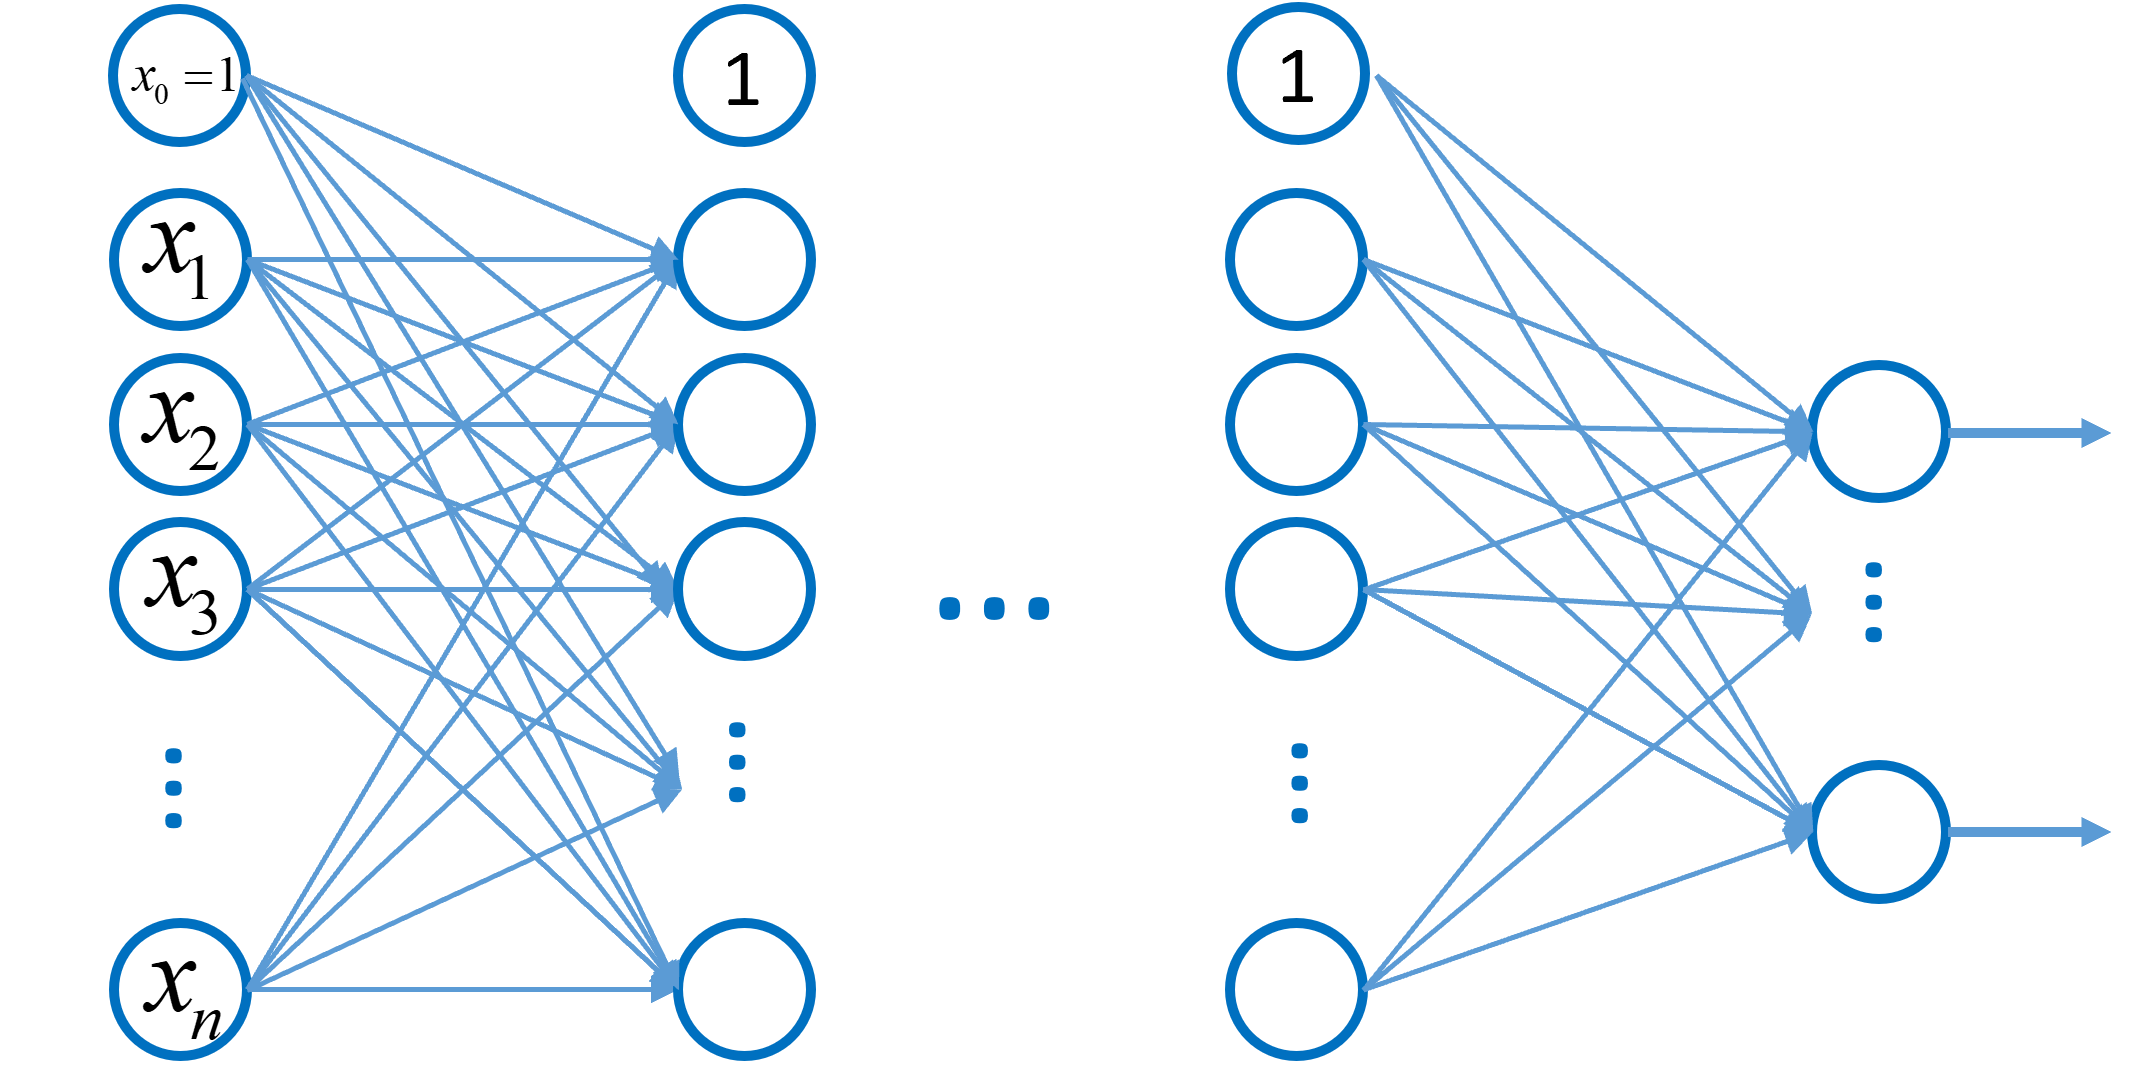 x₀ = 1
1
1
x₁
x₂
x₃
...
xₙ